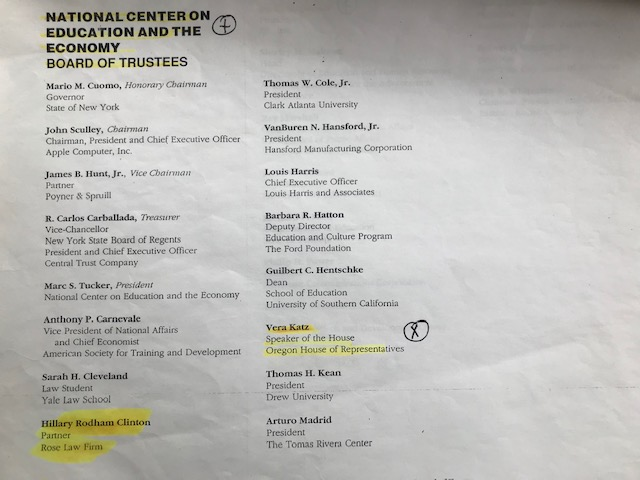 NATIONAL CENTER ON
EDUCATION AND THE
ECONOMY
7
BOARD OF TRUSTEES
Mario M. Cuomo, Honorary Chairman
Governor
State of New York
John Sculley, Chairman
Chairman, President and Chief Executive Officer
Apple Computer, Inc.
James B. Hunt, Jr., Vice Chairman
Partner
Poyner & Spruill
R. Carlos Carballada, Treasurer
Vice-Chancellor
New York State Board of Regents
President and Chief Executive Officer
Central Trust Company
Marc S. Tucker, President
National Center on Education and the Economy
Anthony P. Carnevale
Vice President of National Affairs
and Chief Economist
American Society for Training and Development
Sarah H. Cleveland
Law Student
Yale Law School
Hillary Rodham Clinton
Partner
Rose Law Firm
Thomas W. Cole, Jr.
President
Clark Atlanta University
VanBuren N. Hansford, Jr.
President
Hansford Manufacturing Corporation
Louis Harris
Chief Executive Officer
Louis Harris and Associates
Barbara R. Hatton
Deputy Director
Education and Culture Program
The Ford Foundation
Guilbert C. Hentschke
Dean
School of Education
University of Southern California
Vera Katz
Speaker of the House
Oregon House of Representatives
8
Thomas H. Kean
President
Drew University
Arturo Madrid
President
The Tomas Rivera Center